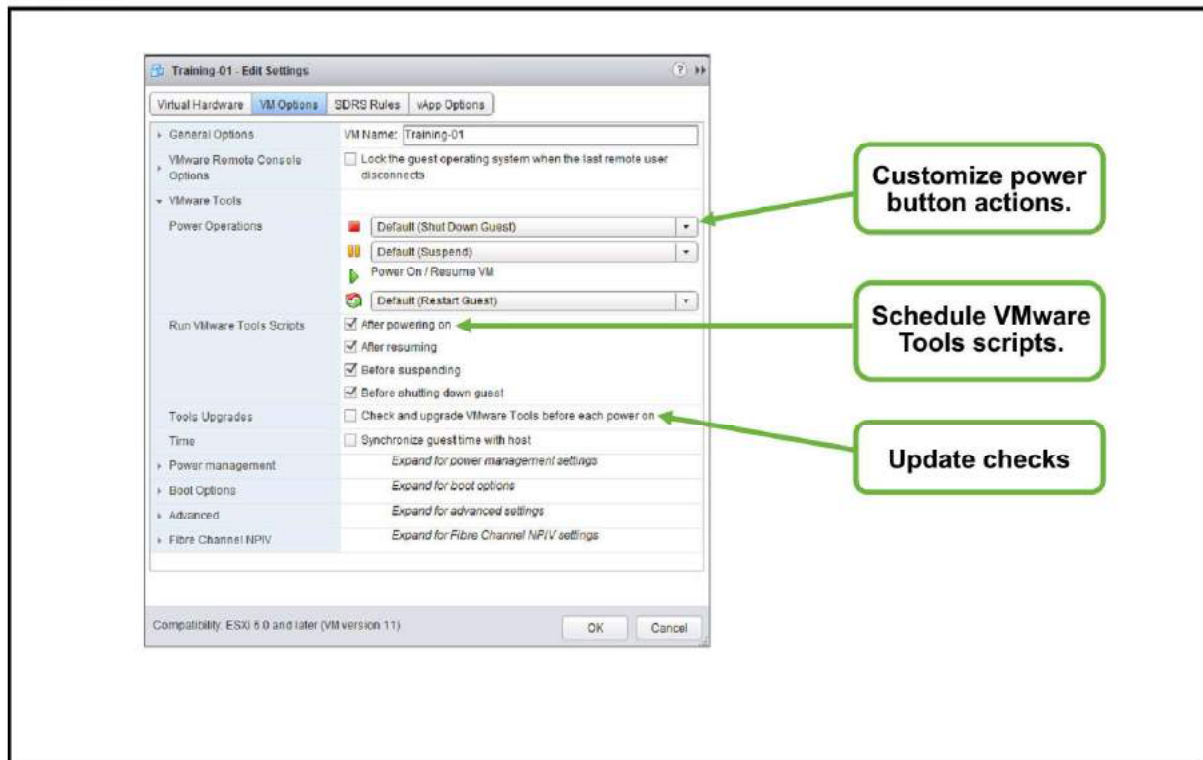 Training-01 - Edit Settings
Virtual Hardware VM Options SDRS Rules vApp Options
General Options VM Name: Training-01
VMware Remote Console Options Lock the guest operating system when the last remote user
disconnects
VMware Tools
Power Operations Default (Shut Down Guest)
Default (Suspend)
Power On / Resume VM
Default (Restart Guest)
Run VMware Tools Scripts After powering on
After resuming
Before suspending
Before shutting down guest
Tools Upgrades Check and upgrade VMware Tools before each power on
Time Synchronize guest time with host
Power management Expand for power management settings
Boot Options Expand for boot options
Advanced Expand for advanced settings
Fibre Channel NPIV Expand for Fibre Channel NPIV settings
Compatibility: ESXi 6.0 and later (VM version 11) OK Cancel
Customize power
button actions.
Schedule VMware
Tools scripts.
Update checks